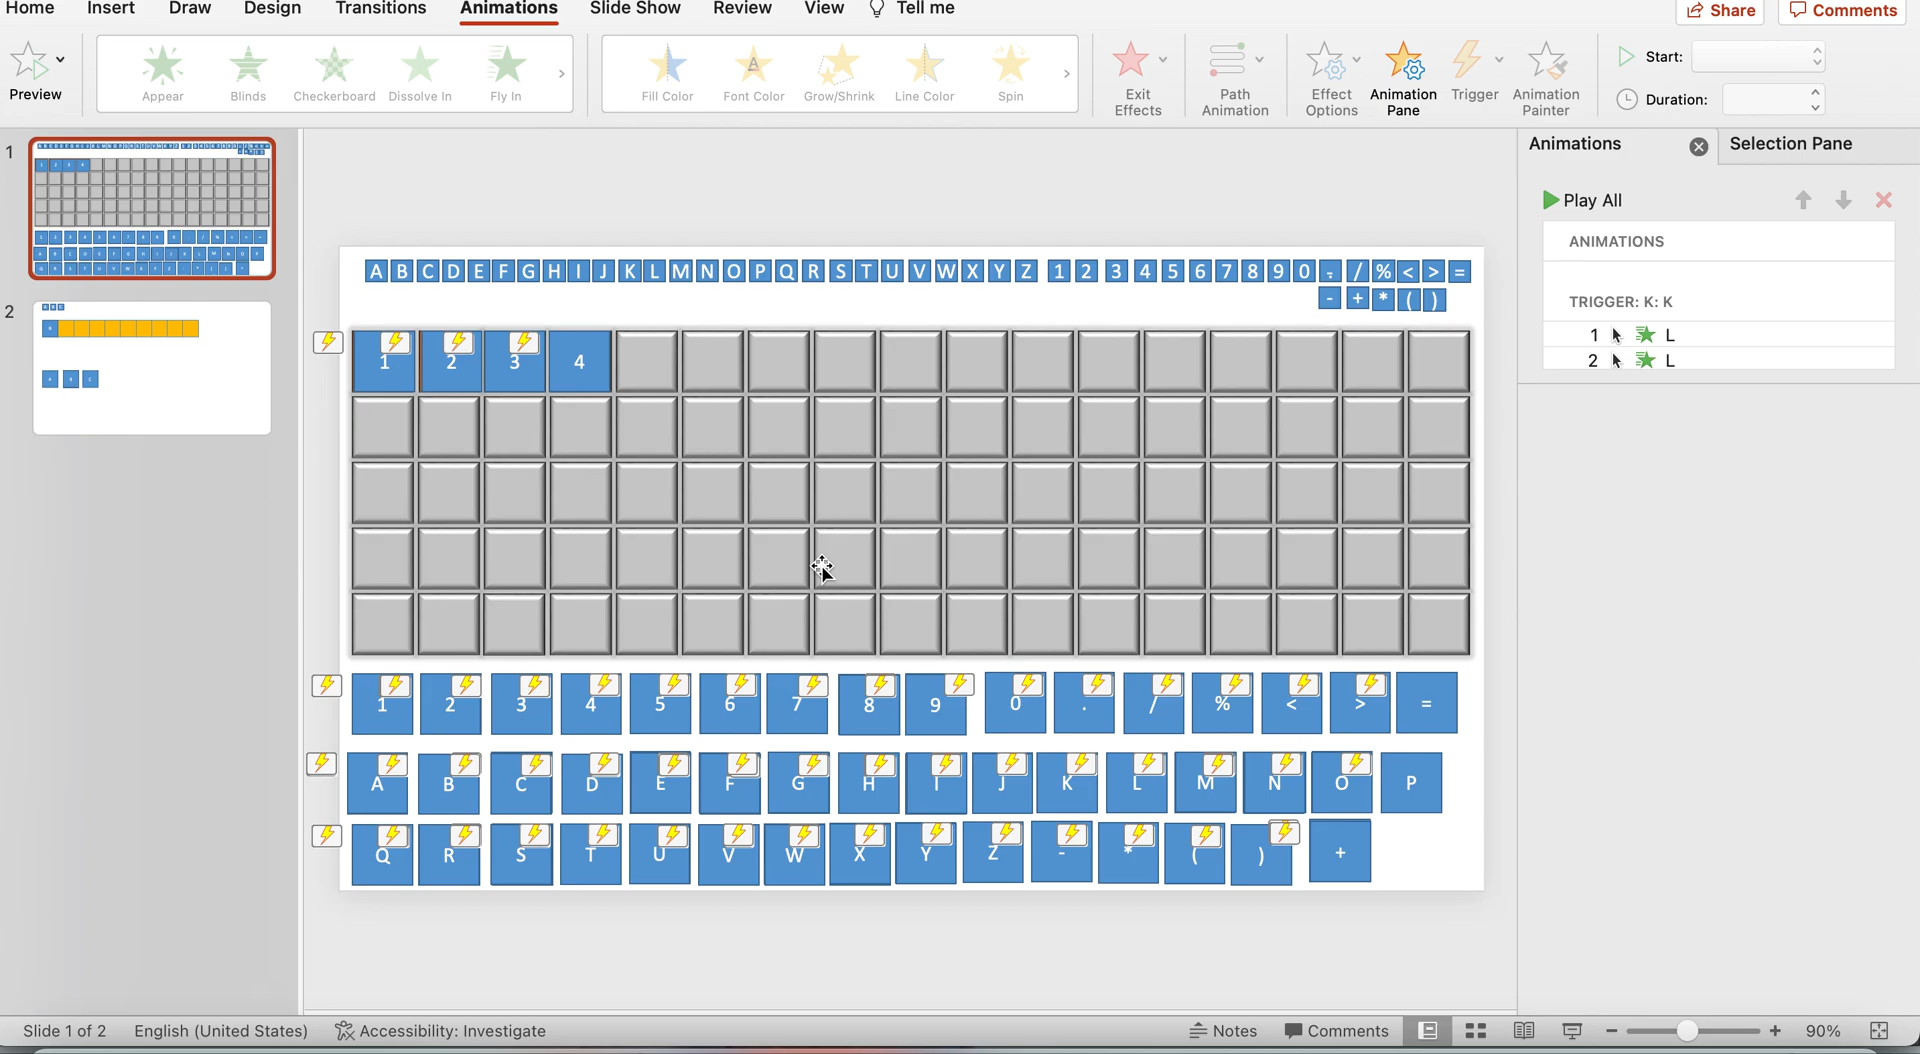 Home Insert Draw Design Transitions Animations Slide Show Review View Tell me Share Comments
Preview
Appear Blinds Checkerboard Dissolve In Fly In
Fill Color Font Color Grow/Shrink Line Color Spin
Exit Effects
Path Animation
Effect Options
Animation Pane
Trigger
Animation Painter
Start:
Duration:
1
2
Animations Selection Pane
Play All
ANIMATIONS
TRIGGER: K: K
1 L
2 L
A B C D E F G H I J K L M N O P Q R S T U V W X Y Z 1 2 3 4 5 6 7 8 9 0 . / % < > =
- + * ( )
1 2 3 4
1 2 3 4 5 6 7 8 9 0 . / % < > =
A B C D E F G H I J K L M N O P
Q R S T U V W X Y Z - * ( ) +
Slide 1 of 2 English (United States) Accessibility: Investigate Notes Comments 90%